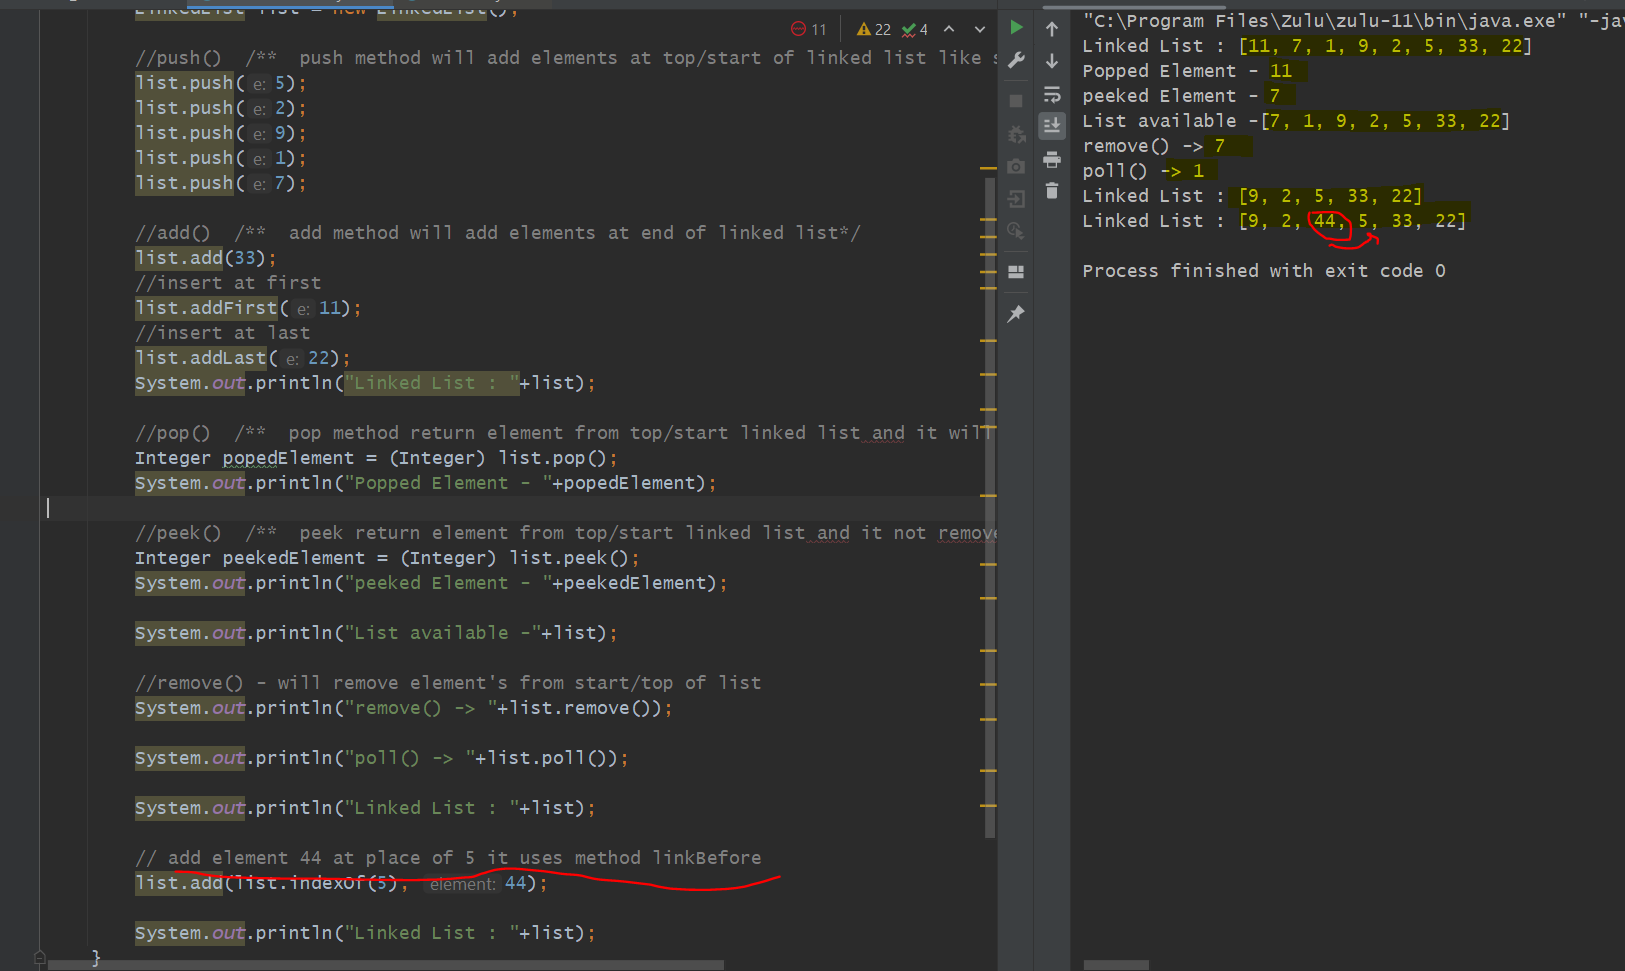 LinkedList list = new LinkedList();
11 22 4
//push()  /**  push method will add elements at top/start of linked list like s
list.push( e: 5);
list.push( e: 2);
list.push( e: 9);
list.push( e: 1);
list.push( e: 7);
//add()  /**  add method will add elements at end of linked list*/
list.add(33);
//insert at first
list.addFirst( e: 11);
//insert at last
list.addLast( e: 22);
System.out.println("Linked List : "+list);
//pop()  /**  pop method return element from top/start linked list and it will
Integer popedElement = (Integer) list.pop();
System.out.println("Popped Element - "+popedElement);
//peek()  /**  peek return element from top/start linked list and it not remove
Integer peekedElement = (Integer) list.peek();
System.out.println("peeked Element - "+peekedElement);
System.out.println("List available -"+list);
//remove() - will remove element's from start/top of list
System.out.println("remove() -> "+list.remove());
System.out.println("poll() -> "+list.poll());
System.out.println("Linked List : "+list);
// add element 44 at place of 5 it uses method linkBefore
list.add(list.indexOf(5), element: 44);
System.out.println("Linked List : "+list);
}
"C:\Program Files\Zulu\zulu-11\bin\java.exe" "-jav
Linked List : [11, 7, 1, 9, 2, 5, 33, 22]
Popped Element - 11
peeked Element - 7
List available -[7, 1, 9, 2, 5, 33, 22]
remove() -> 7
poll() -> 1
Linked List : [9, 2, 5, 33, 22]
Linked List : [9, 2, 44, 5, 33, 22]
Process finished with exit code 0